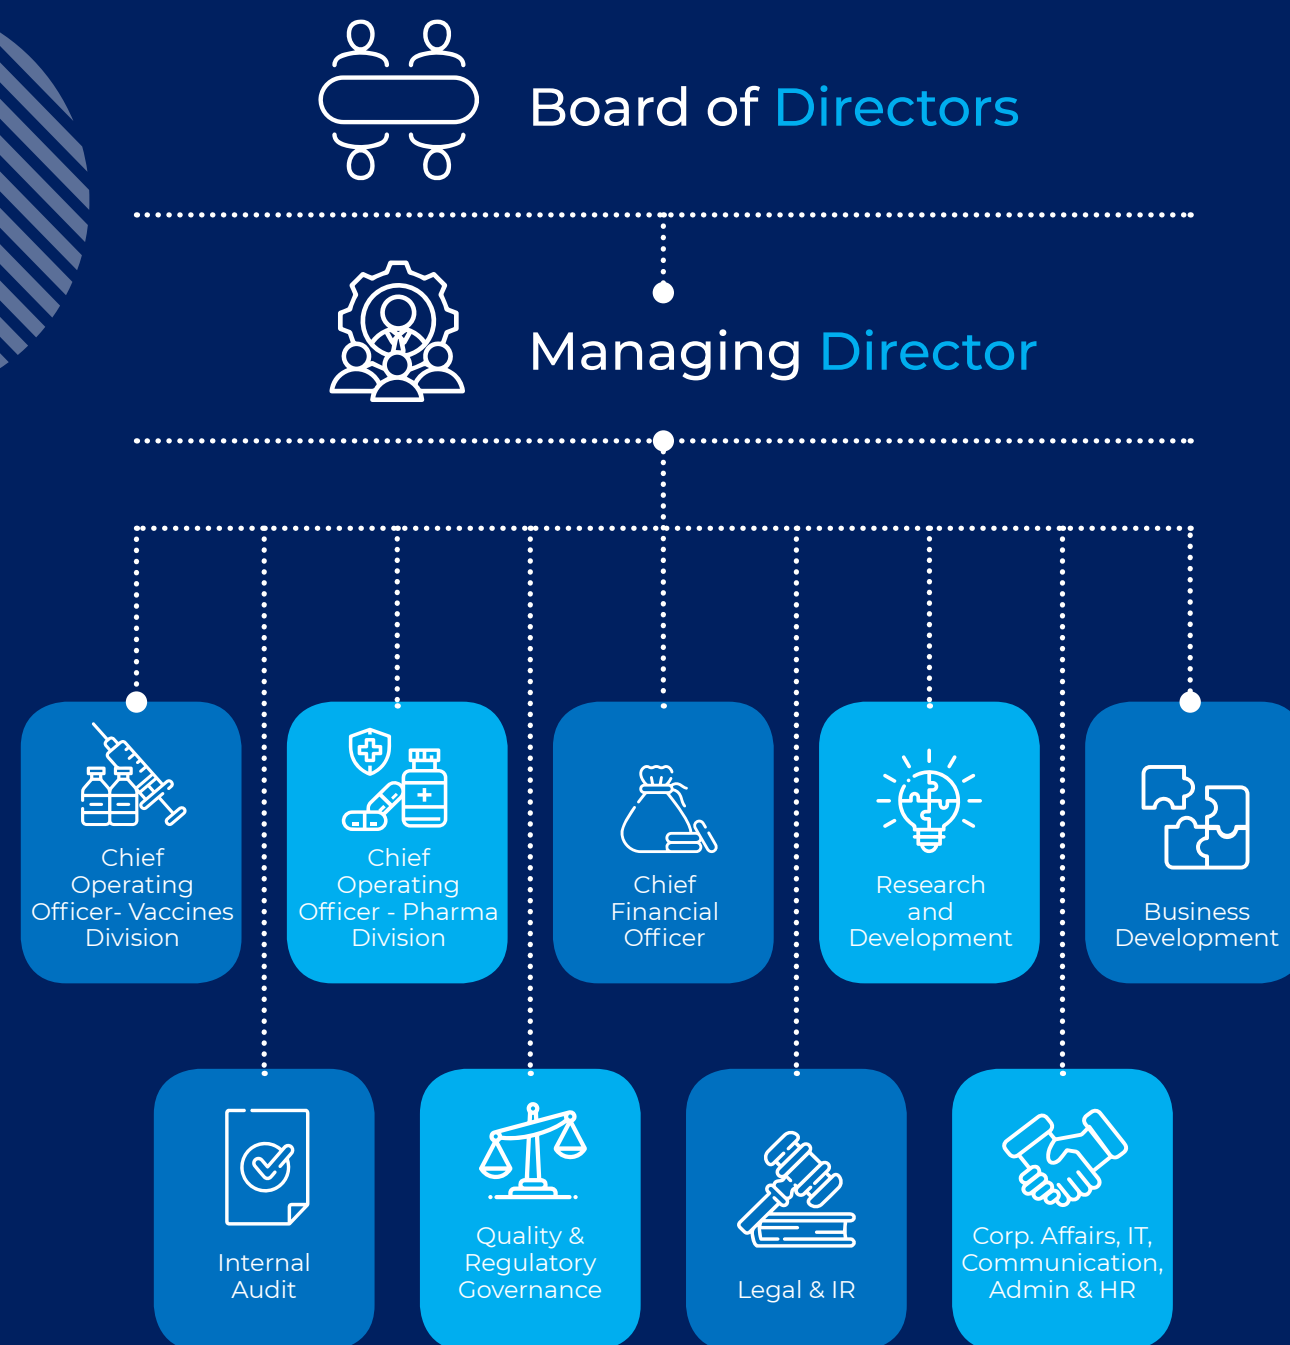 Board of Directors
Managing Director
Chief
Operating
Officer- Vaccines
Division
Chief
Operating
Officer - Pharma
Division
Chief
Financial
Officer
Research
and
Development
Business
Development
Internal
Audit
Quality &
Regulatory
Governance
Legal & IR
Corp. Affairs, IT,
Communication,
Admin & HR